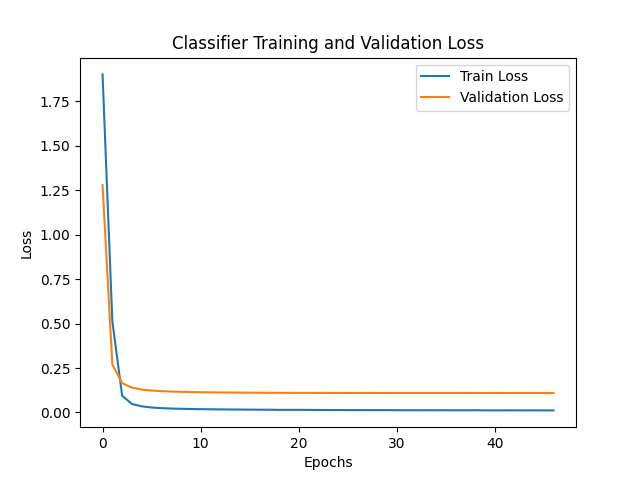 Classifier Training and Validation Loss
Train Loss
Validation Loss
1.75
1.50
1.25
1.00
0.75
0.50
0.25
0.00
Loss
0 10 20 30 40
Epochs